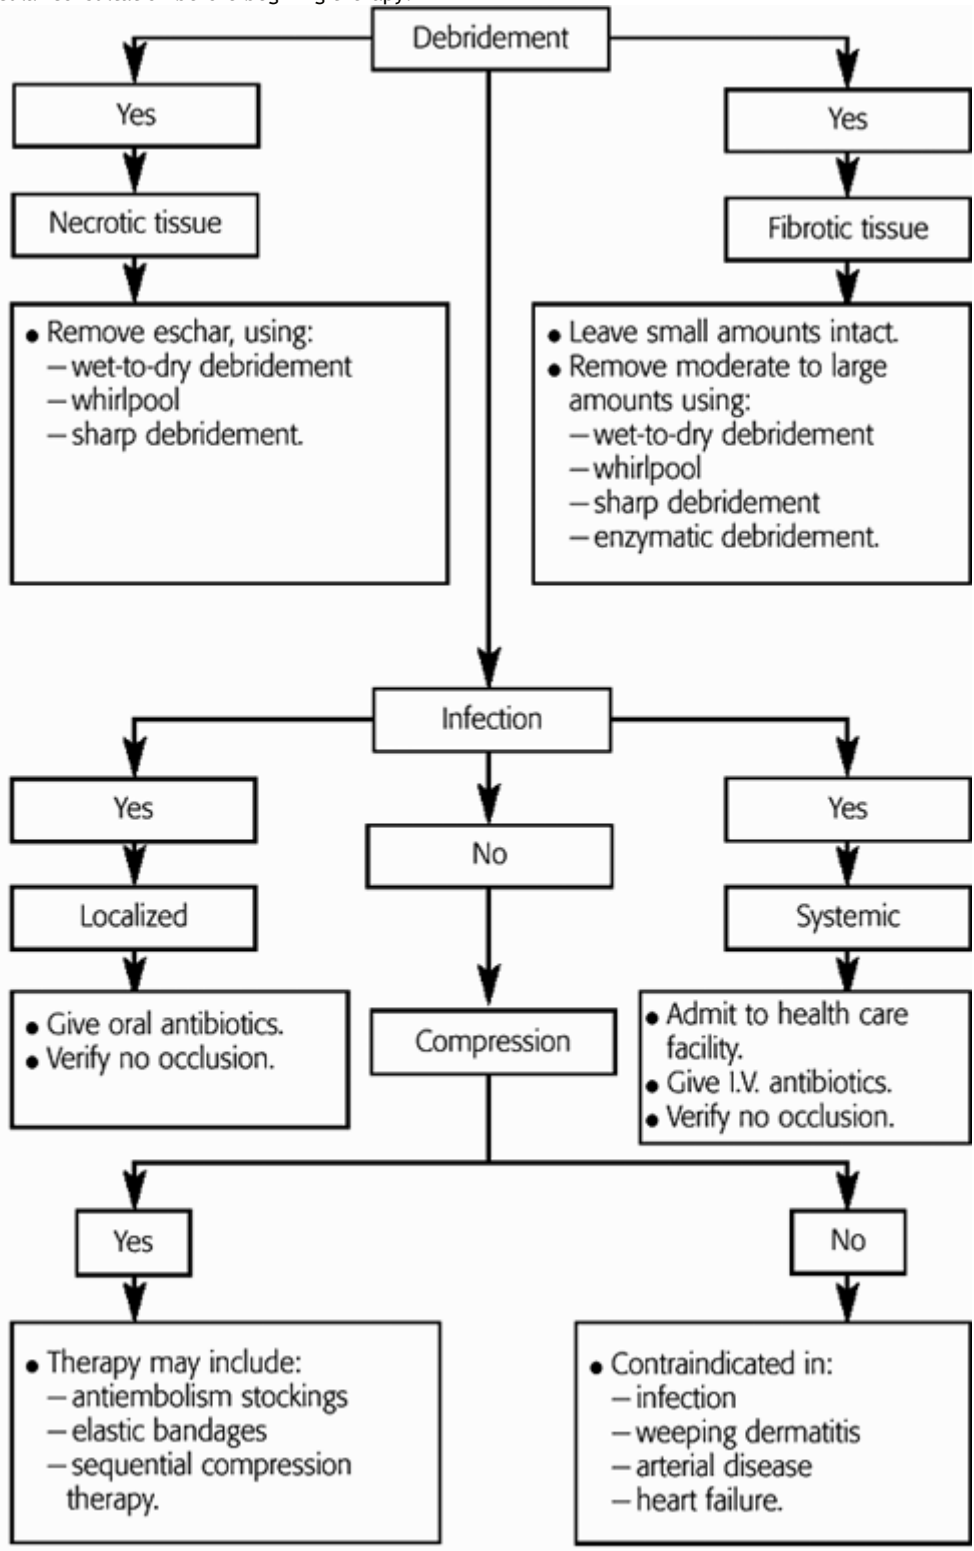 before beginning therapy.
Debridement
Yes
Yes
Necrotic tissue
Fibrotic tissue
● Remove eschar, using:
– wet-to-dry debridement
– whirlpool
– sharp debridement.
● Leave small amounts intact.
● Remove moderate to large
amounts using:
– wet-to-dry debridement
– whirlpool
– sharp debridement
– enzymatic debridement.
Infection
Yes
No
Yes
Localized
Systemic
● Give oral antibiotics.
● Verify no occlusion.
Compression
● Admit to health care
facility.
● Give I.V. antibiotics.
● Verify no occlusion.
Yes
No
● Therapy may include:
– antiembolism stockings
– elastic bandages
– sequential compression
therapy.
● Contraindicated in:
– infection
– weeping dermatitis
– arterial disease
– heart failure.